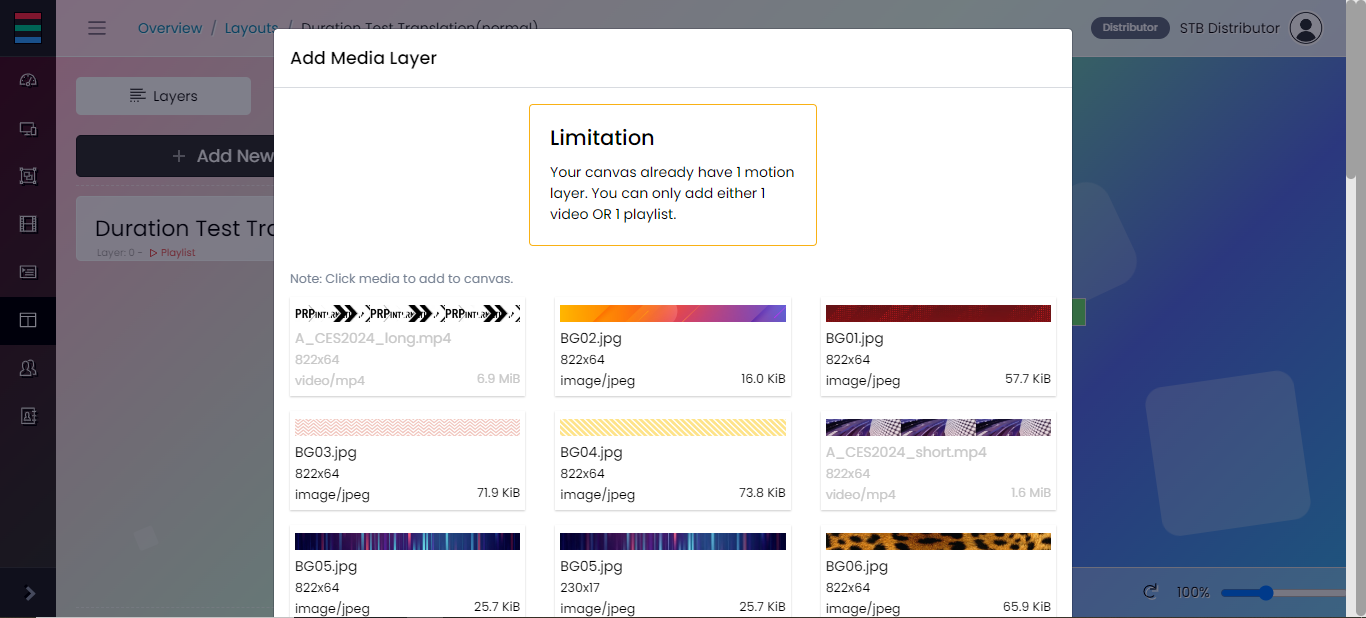 Overview / Layouts / Duration Test Translation(normal)
Distributor STB Distributor
Add Media Layer
Layers
Add New
Limitation
Your canvas already have 1 motion
layer. You can only add either 1
video OR 1 playlist.
Duration Test Tra
Layer: 0 - Playlist
Note: Click media to add to canvas.
A_CES2024_long.mp4
822x64
video/mp4 6.9 MiB
BG02.jpg
822x64
image/jpeg 16.0 KiB
BG01.jpg
822x64
image/jpeg 57.7 KiB
BG03.jpg
822x64
image/jpeg 71.9 KiB
BG04.jpg
822x64
image/jpeg 73.8 KiB
A_CES2024_short.mp4
822x64
video/mp4 1.6 MiB
BG05.jpg
822x64
image/jpeg 25.7 KiB
BG05.jpg
230x17
image/jpeg 25.7 KiB
BG06.jpg
822x64
image/jpeg 65.9 KiB
100%